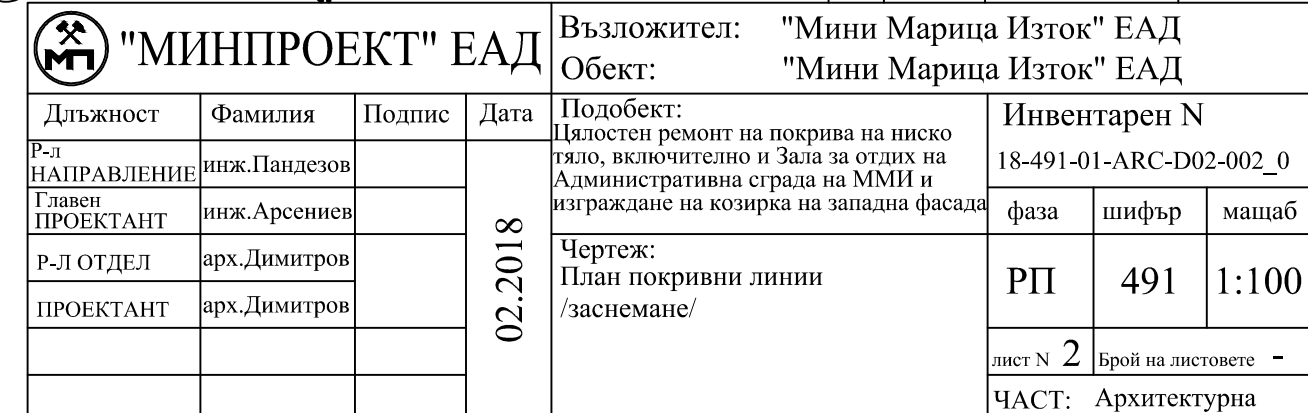 МП "МИНПРОЕКТ" ЕАД
Възложител: "Мини Марица Изток" ЕАД
Обект: "Мини Марица Изток" ЕАД
Длъжност Фамилия Подпис Дата
Р-л
НАПРАВЛЕНИЕ инж.Пандезов
Главен
ПРОЕКТАНТ инж.Арсениев
Р-Л ОТДЕЛ арх.Димитров
ПРОЕКТАНТ арх.Димитров
02.2018
Подобект:
Цялостен ремонт на покрива на ниско
тяло, включително и Зала за отдих на
Административна сграда на ММИ и
изграждане на козирка на западна фасада
Чертеж:
План покривни линии
/заснемане/
Инвентарен N
18-491-01-ARC-D02-002_0
фаза шифър мащаб
РП 491 1:100
лист N 2 Брой на листовете -
ЧАСТ: Архитектурна